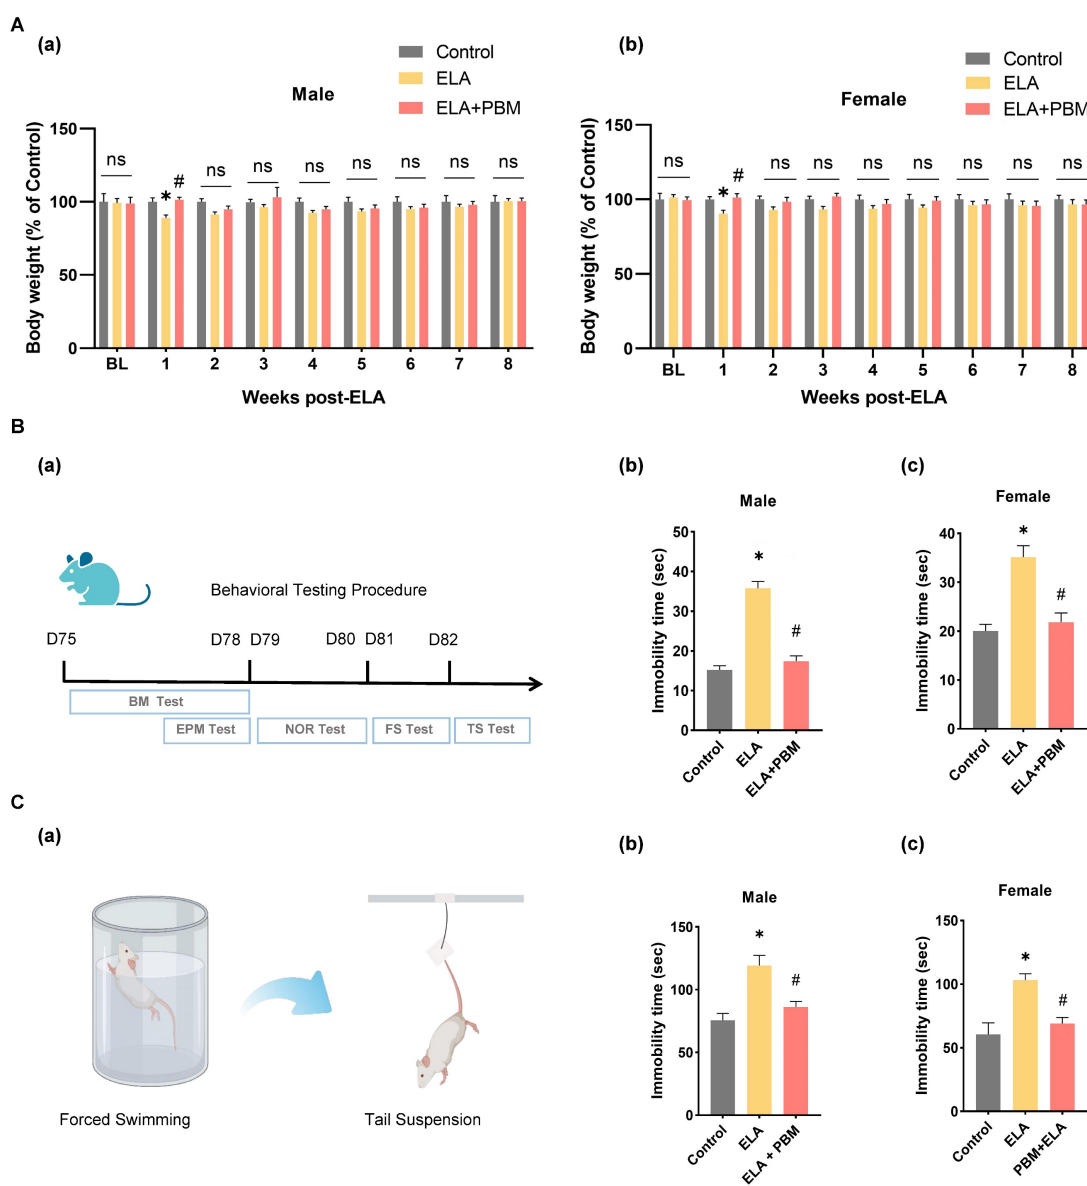 A
(a)
Control
ELA
ELA+PBM
Male
Body weight (% of Control)
150
100
50
0
ns
*
#
ns
ns
ns
ns
ns
ns
ns
BL 1 2 3 4 5 6 7 8
Weeks post-ELA
(b)
Control
ELA
ELA+PBM
Female
Body weight (% of Control)
150
100
50
0
ns
*
#
ns
ns
ns
ns
ns
ns
ns
BL 1 2 3 4 5 6 7 8
Weeks post-ELA
B
(a)
Behavioral Testing Procedure
D75 D78 D79 D80 D81 D82
BM Test
EPM Test NOR Test FS Test TS Test
(b)
Male
Immobility time (sec)
50
40
30
20
10
0
*
#
Control
ELA
ELA+PBM
(c)
Female
Immobility time (sec)
40
30
20
10
0
*
#
Control
ELA
ELA+PBM
C
(a)
Forced Swimming
Tail Suspension
(b)
Male
Immobility time (sec)
150
100
50
0
*
#
Control
ELA
ELA + PBM
(c)
Female
Immobility time (sec)
150
100
50
0
*
#
Control
ELA
PBM+ELA